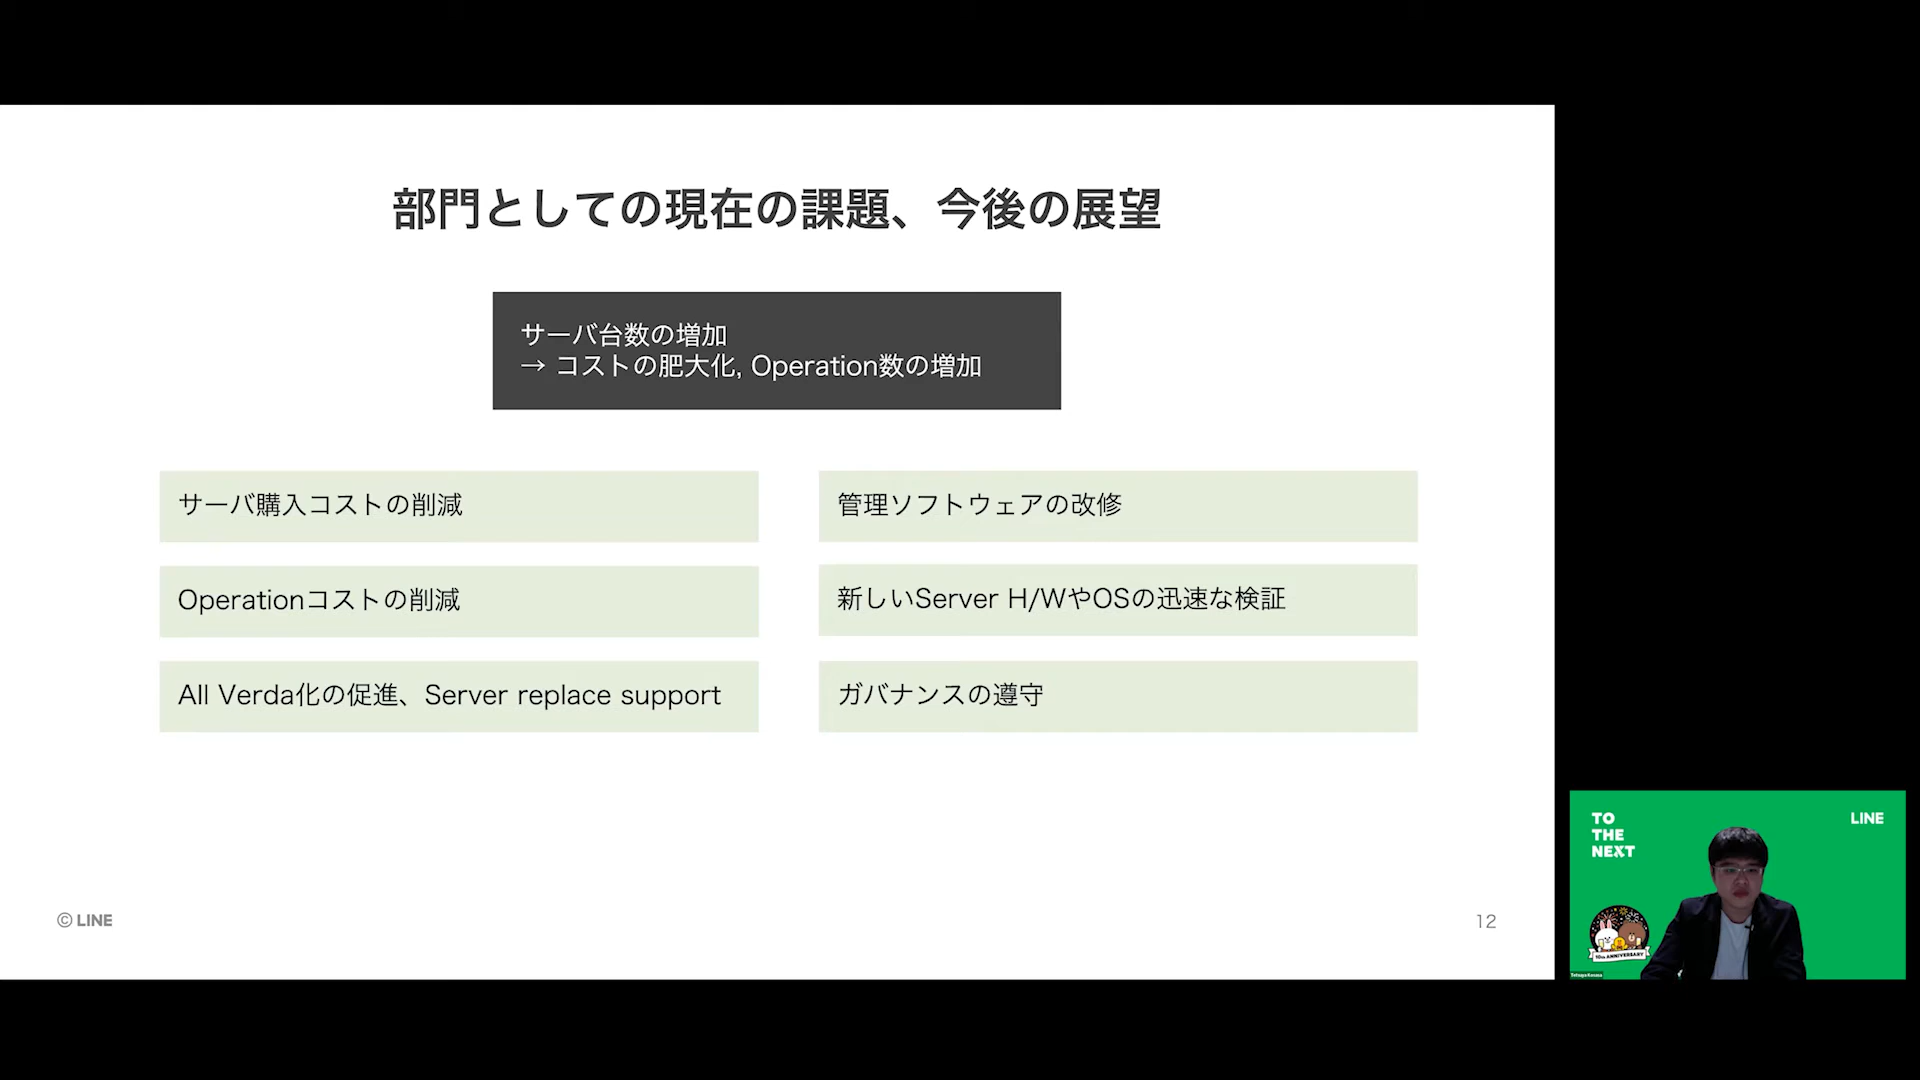 部門としての現在の課題、今後の展望
サーバ台数の増加
→ コストの肥大化, Operation数の増加
サーバ購入コストの削減
管理ソフトウェアの改修
Operationコストの削減
新しいServer H/WやOSの迅速な検証
All Verda化の促進、Server replace support
ガバナンスの遵守
© LINE
12
TO
THE
NEXT
LINE
10th ANNIVERSARY